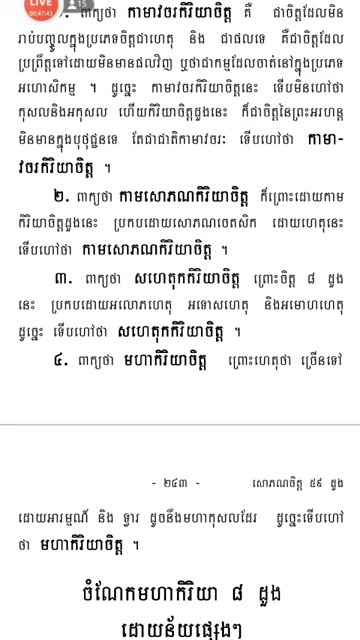 LIVE 15
00:47:43
១. ពាក្យថា កាមាវចរកិរិយាចិត្ត គឺ ជាចិត្តដែលមិន
រាប់បញ្ចូលក្នុងប្រភេទចិត្តជាហេតុ និង ជាផលទេ គឺជាចិត្តដែល
ប្រព្រឹត្តទៅដោយមិនមានផលវិញ ឬថាជាកម្មដែលចាត់នៅក្នុងប្រភេទ
អហោសិកម្ម ។ ដូច្នេះ កាមាវចរកិរិយាចិត្តនេះ ទើបមិនហៅថា
កុសលនិងអកុសល ហើយកិរិយាចិត្តដួងនេះ ក៏ជាចិត្តនៃព្រះអរហន្ត
មិនមានក្នុងបុថុជ្ជនទេ តែជាជាតិកាមាវចរៈ ទើបហៅថា កាមា-
វចរកិរិយាចិត្ត ។
២. ពាក្យថា កាមសោភណកិរិយាចិត្ត ក៏ព្រោះដោយកាម
កិរិយាចិត្តដួងនេះ ប្រកបដោយសោភណចេតសិក ដោយហេតុនេះ
ទើបហៅថា កាមសោភណកិរិយាចិត្ត ។
៣. ពាក្យថា សហេតុកកិរិយាចិត្ត ព្រោះចិត្ត ៨ ដួង
នេះ ប្រកបដោយអលោភហេតុ អទោសហេតុ និងអមោហហេតុ
ដូច្នេះ ទើបហៅថា សហេតុកកិរិយាចិត្ត ។
៤. ពាក្យថា មហាកិរិយាចិត្ត ព្រោះហេតុថា ច្រើនទៅ
- ២៤៣ - សោភណចិត្ត ៥៩ ដួង
ដោយអារម្មណ៍ និង ទ្វារ ដូចនឹងមហាកុសលដែរ ដូច្នេះទើបហៅ
ថា មហាកិរិយាចិត្ត ។
ចំណែកមហាកិរិយា ៨ ដួង
ដោយន័យផ្សេងៗ